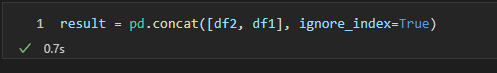 1 result = pd.concat([df2, df1], ignore_index=True)
✓ 0.7s